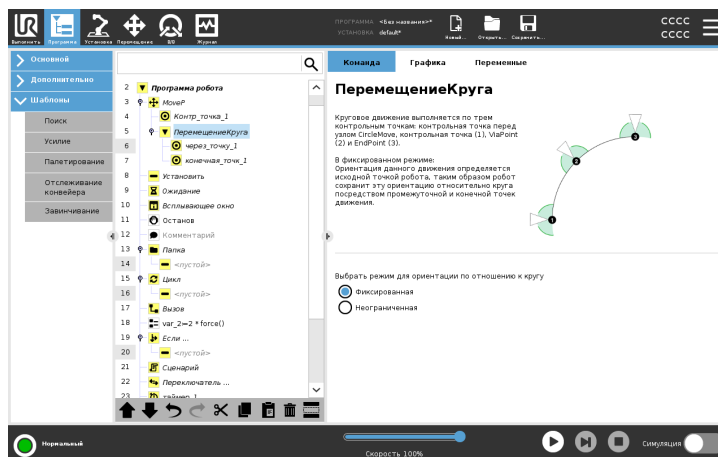 ПРОГРАММА <Без названия>*
УСТАНОВКА default*
Выполнить Программа Установка Перемещение В/В Журнал
Новый... Открыть... Сохранить...
CCCC
CCCC
Основной
Дополнительно
Шаблоны
Поиск
Усилие
Палетирование
Отслеживание
конвейера
Завинчивание
2 Программа робота
3 MoveP
4 Контр_точка_1
5 ПеремещениеКруга
6 через_точку_1
7 конечная_точк_1
8 Установить
9 Ожидание
10 Всплывающее окно
11 Останов
12 Комментарий
13 Папка
14 <пустой>
15 Цикл
16 <пустой>
17 Вызов
18 var_2≔2 * force()
19 Если ...
20 <пустой>
21 Сценарий
22 Переключатель ...
23 таймер_1
Команда Графика Переменные
ПеремещениеКруга
Круговое движение выполняется по трем
контрольным точкам: контрольная точка перед
узлом CircleMove, контрольная точка (1), ViaPoint
(2) и EndPoint (3).
В фиксированном режиме:
Ориентация данного движения определяется
исходной точкой робота, таким образом робот
сохранит эту ориентацию относительно круга
посредством промежуточной и конечной точек
движения.
1
2
3
Выбрать режим для ориентации по отношению к кругу
Фиксированная
Неограниченная
Нормальный
Скорость 100%
Симуляция